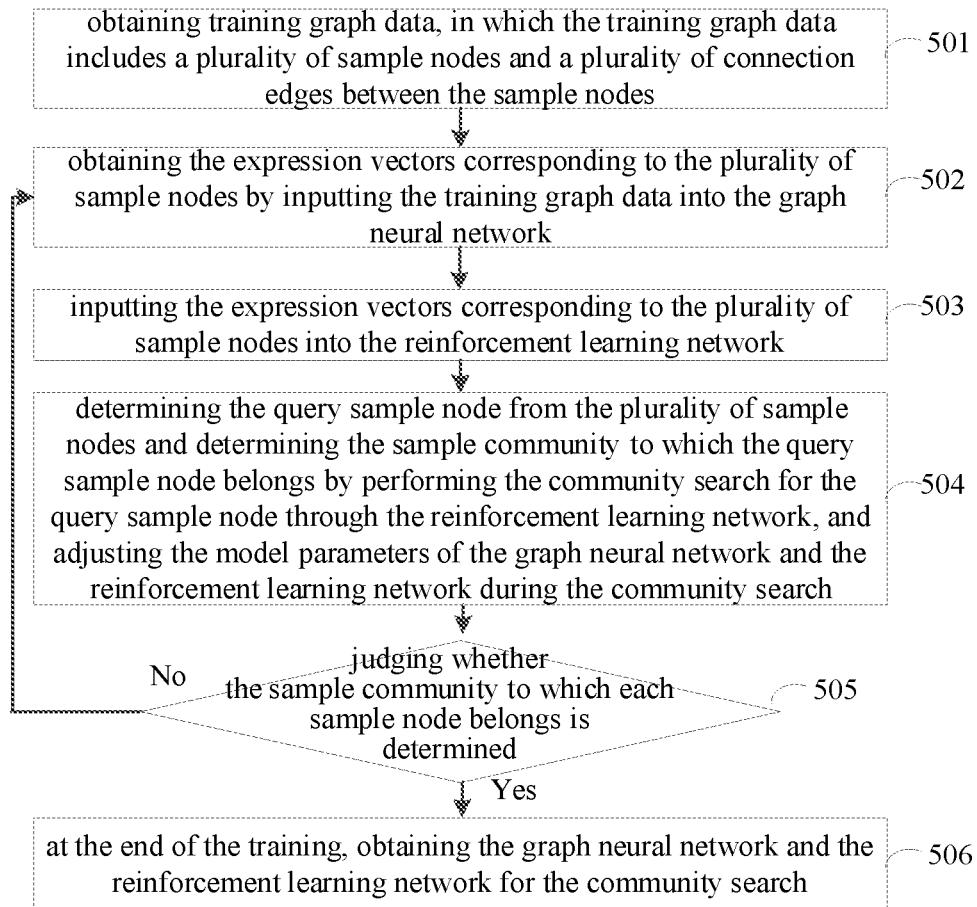 obtaining training graph data, in which the training graph data
includes a plurality of sample nodes and a plurality of connection
edges between the sample nodes
501
obtaining the expression vectors corresponding to the plurality of
sample nodes by inputting the training graph data into the graph
neural network
502
inputting the expression vectors corresponding to the plurality of
sample nodes into the reinforcement learning network
503
determining the query sample node from the plurality of sample
nodes and determining the sample community to which the query
sample node belongs by performing the community search for the
query sample node through the reinforcement learning network, and
adjusting the model parameters of the graph neural network and the
reinforcement learning network during the community search
504
No
judging whether
the sample community to which each
sample node belongs is
determined
505
Yes
at the end of the training, obtaining the graph neural network and the
reinforcement learning network for the community search
506